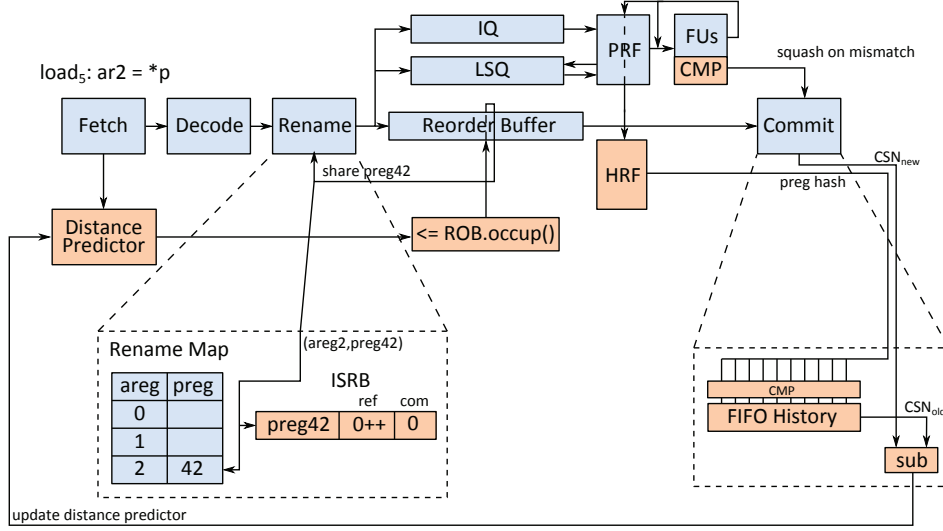 IQ
LSQ
PRF
FUs
CMP
squash on mismatch
load5: ar2 = *p
Fetch
Decode
Rename
Reorder Buffer
Commit
share preg42
HRF
preg hash
CSNnew
Distance
Predictor
<= ROB.occup()
(areg2,preg42)
Rename Map
areg preg
0
1
2 42
ISRB
ref com
preg42 0++ 0
CMP
FIFO History
CSNold
sub
update distance predictor